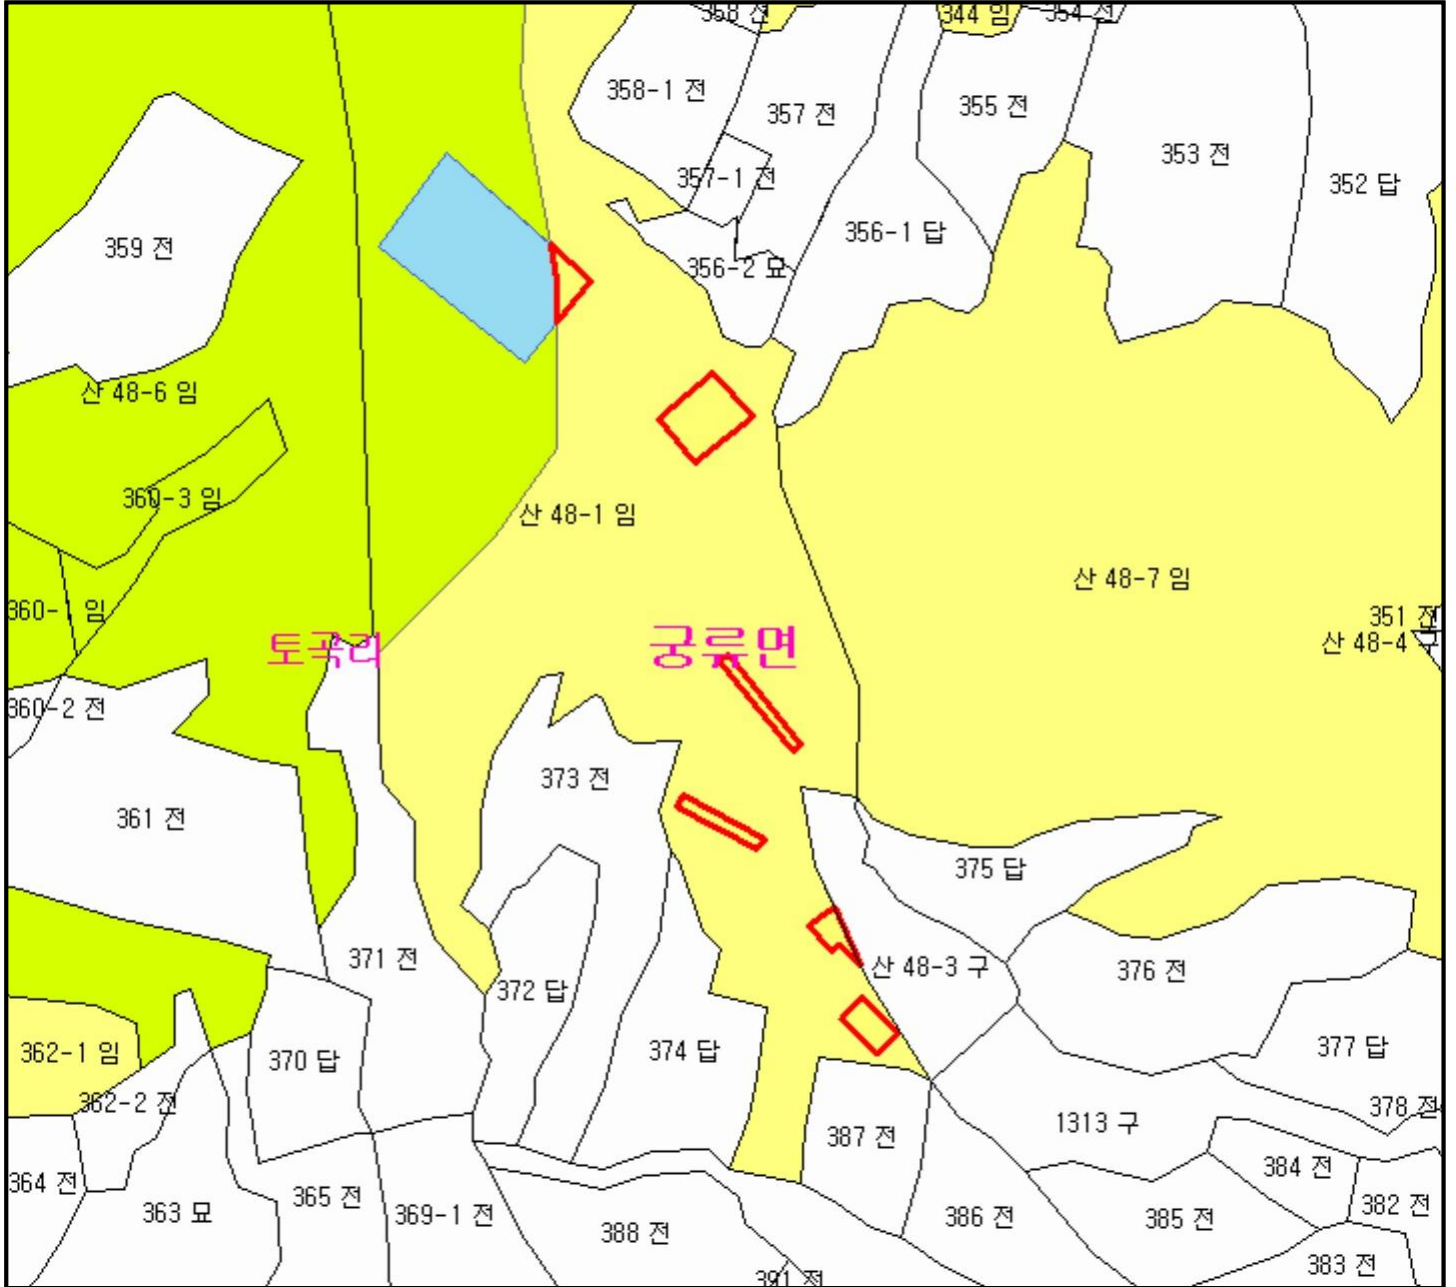 358 전
344 임
354 전
358-1 전
357 전
355 전
353 전
352 답
357-1 전
359 전
356-1 답
356-2 묘
산 48-6 임
360-3 임
산 48-1 임
산 48-7 임
360- 임
351 전
산 48-4 구
토곡리
궁류면
360-2 전
373 전
361 전
375 답
371 전
372 답
산 48-3 구
376 전
362-1 임
370 답
374 답
377 답
362-2 전
378 전
387 전
1313 구
364 전
363 묘
365 전
369-1 전
388 전
386 전
385 전
384 전
382 전
383 전
391 전